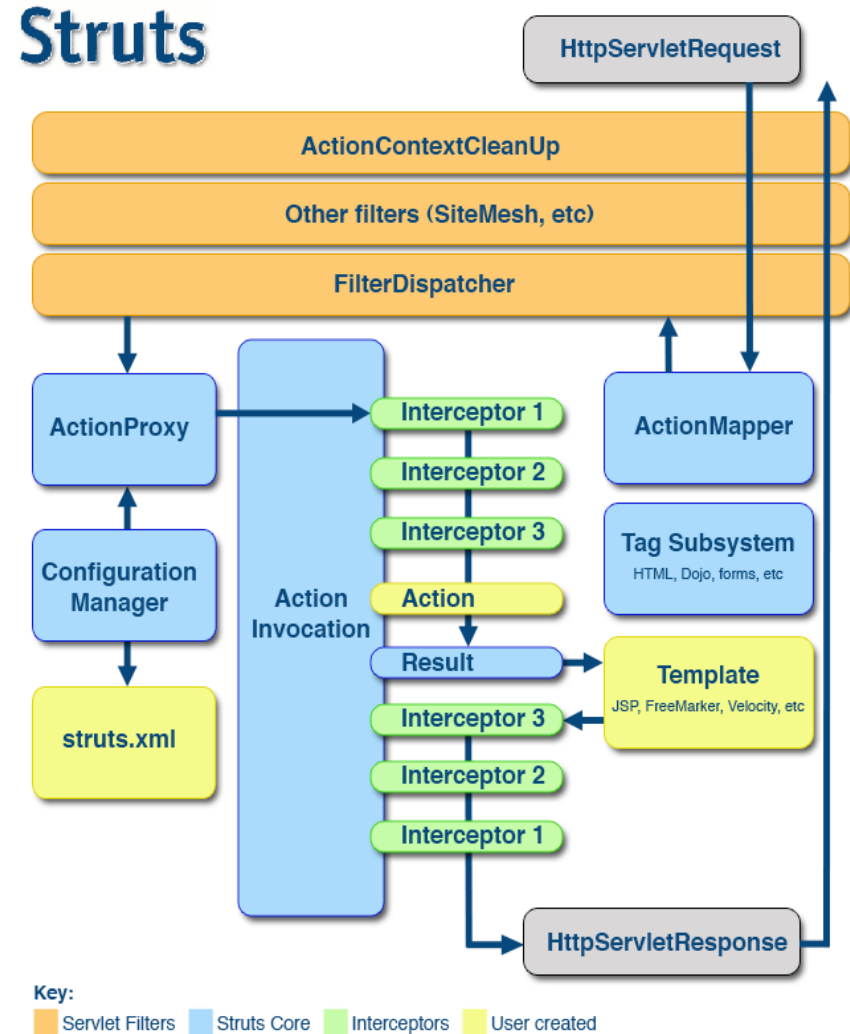 Struts
HttpServletRequest
ActionContextCleanUp
Other filters (SiteMesh, etc)
FilterDispatcher
ActionProxy
Interceptor 1
ActionMapper
Interceptor 2
Interceptor 3
Tag Subsystem
HTML, Dojo, forms, etc
Configuration
Manager
Action
Invocation
Action
Result
Template
JSP, FreeMarker, Velocity, etc
struts.xml
Interceptor 3
Interceptor 2
Interceptor 1
HttpServletResponse
Key:
Servlet Filters
Struts Core
Interceptors
User created